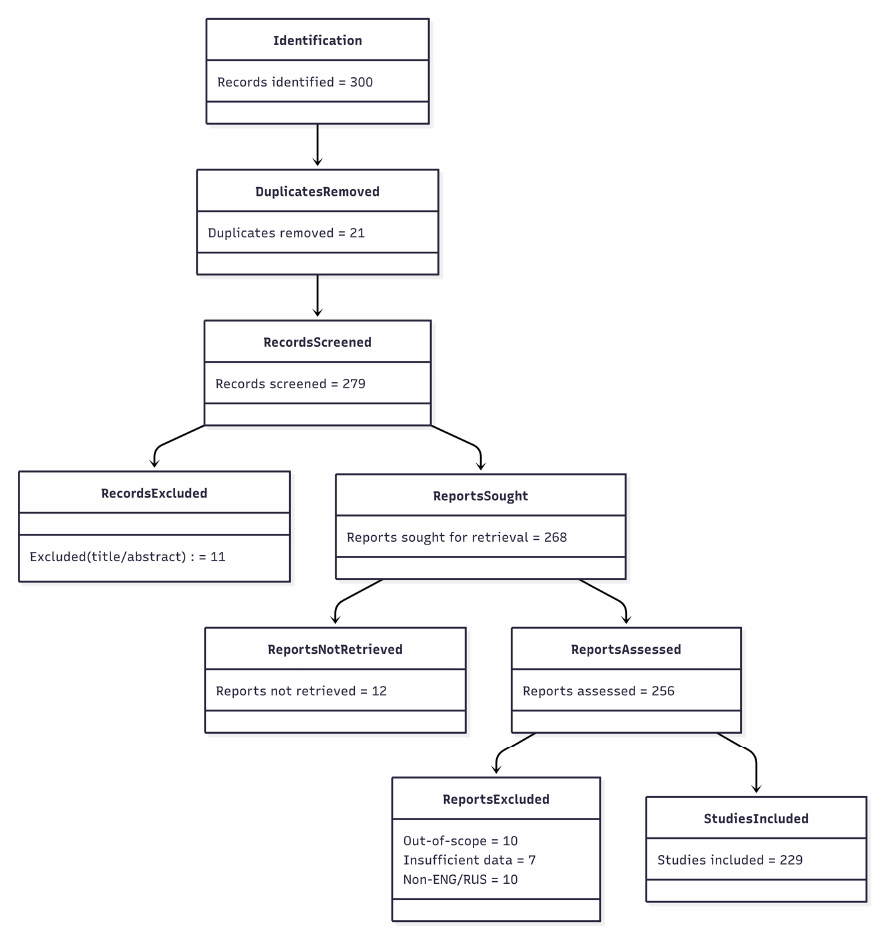 Identification
Records identified = 300
DuplicatesRemoved
Duplicates removed = 21
RecordsScreened
Records screened = 279
RecordsExcluded
Excluded(title/abstract) : = 11
ReportsSought
Reports sought for retrieval = 268
ReportsNotRetrieved
Reports not retrieved = 12
ReportsAssessed
Reports assessed = 256
ReportsExcluded
Out-of-scope = 10
Insufficient data = 7
Non-ENG/RUS = 10
StudiesIncluded
Studies included = 229